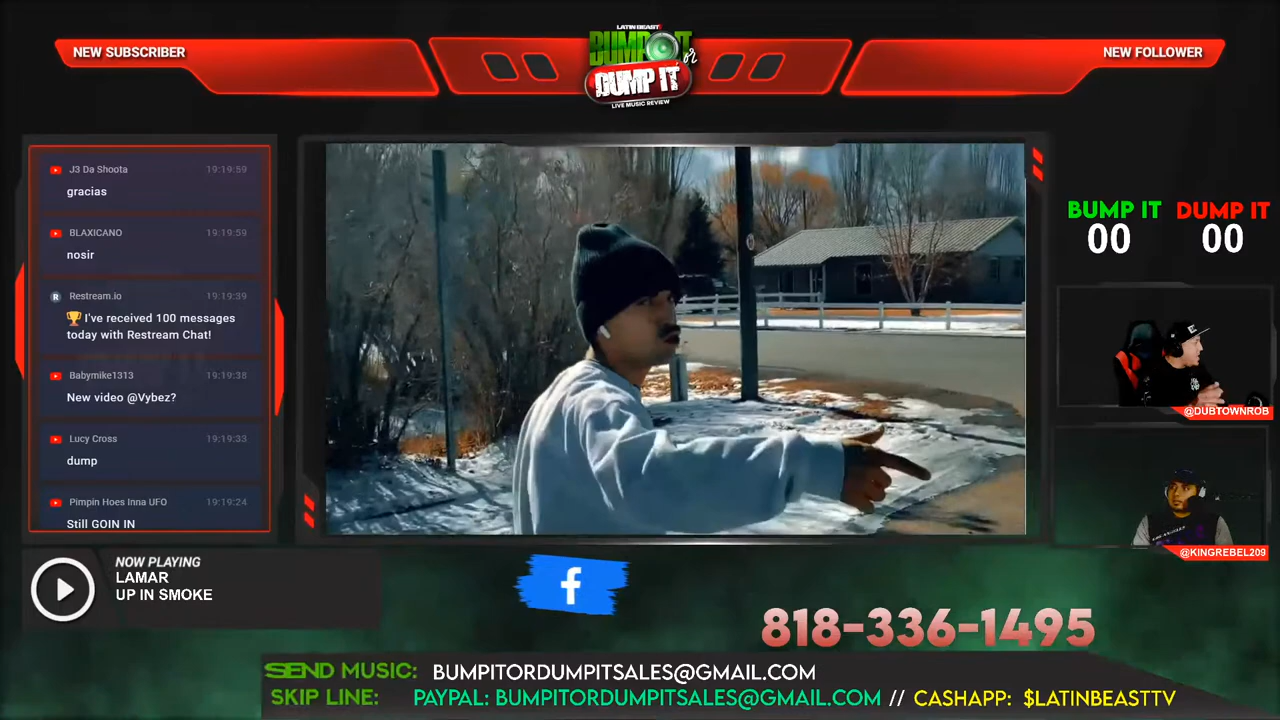 NEW SUBSCRIBER
LATIN BEAST
BUMP IT or
DUMP IT
LIVE MUSIC REVIEW
NEW FOLLOWER
J3 Da Shoota 19:19:59
gracias
BLAXICANO 19:19:59
nosir
R Restream.io 19:19:39
🏆 I've received 100 messages
today with Restream Chat!
Babymike1313 19:19:38
New video @Vybez?
Lucy Cross 19:19:33
dump
Pimpin Hoes Inna UFO 19:19:24
Still GOIN IN
BUMP IT DUMP IT
00 00
@DUBTOWNROB
@KINGREBEL209
NOW PLAYING
LAMAR
UP IN SMOKE
f
818-336-1495
SEND MUSIC: BUMPITORDUMPITSALES@GMAIL.COM
SKIP LINE: PAYPAL: BUMPITORDUMPITSALES@GMAIL.COM // CASHAPP: $LATINBEASTTV